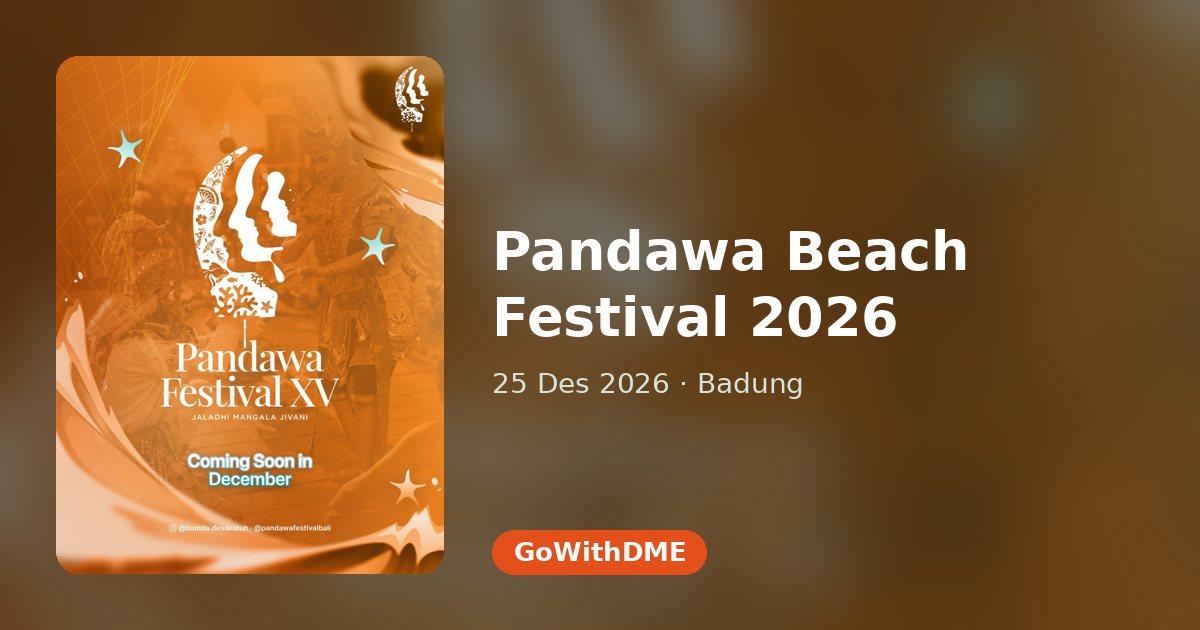 Pandawa
Festival XV
JALADHI MANGALA JIVANI
Coming Soon in
December
@bumda.desakutuh · @pandawafestivalbali
Pandawa Beach
Festival 2026
25 Des 2026 · Badung
GoWithDME